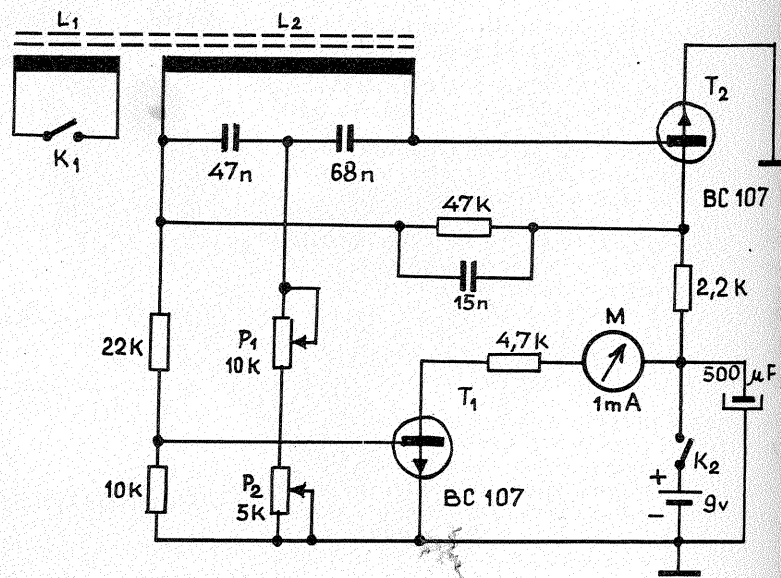 L1
L2
K1
47n
68n
T2
BC 107
47K
15n
2,2K
M
1mA
4,7K
500 µF
22K
P1
10K
T1
BC 107
10K
P2
5K
K2
+
9v
−